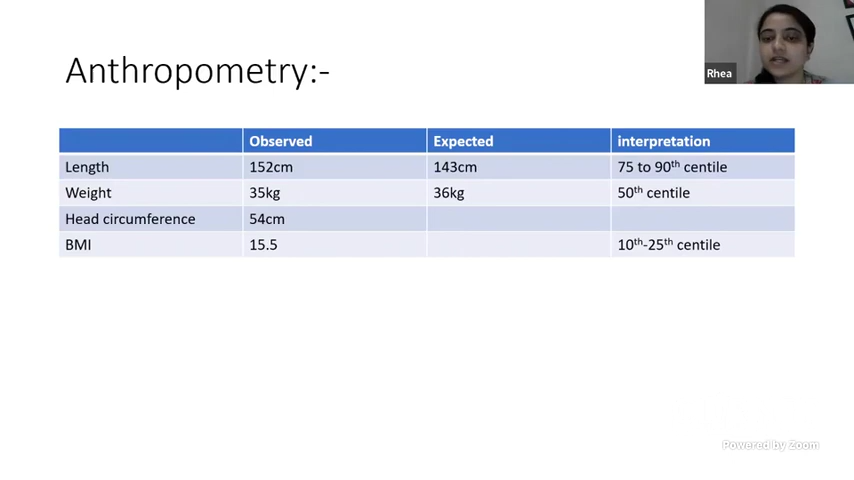 Anthropometry:-
Rhea
Observed Expected interpretation
Length 152cm 143cm 75 to 90th centile
Weight 35kg 36kg 50th centile
Head circumference 54cm
BMI 15.5 10th-25th centile
Powered by Zoom